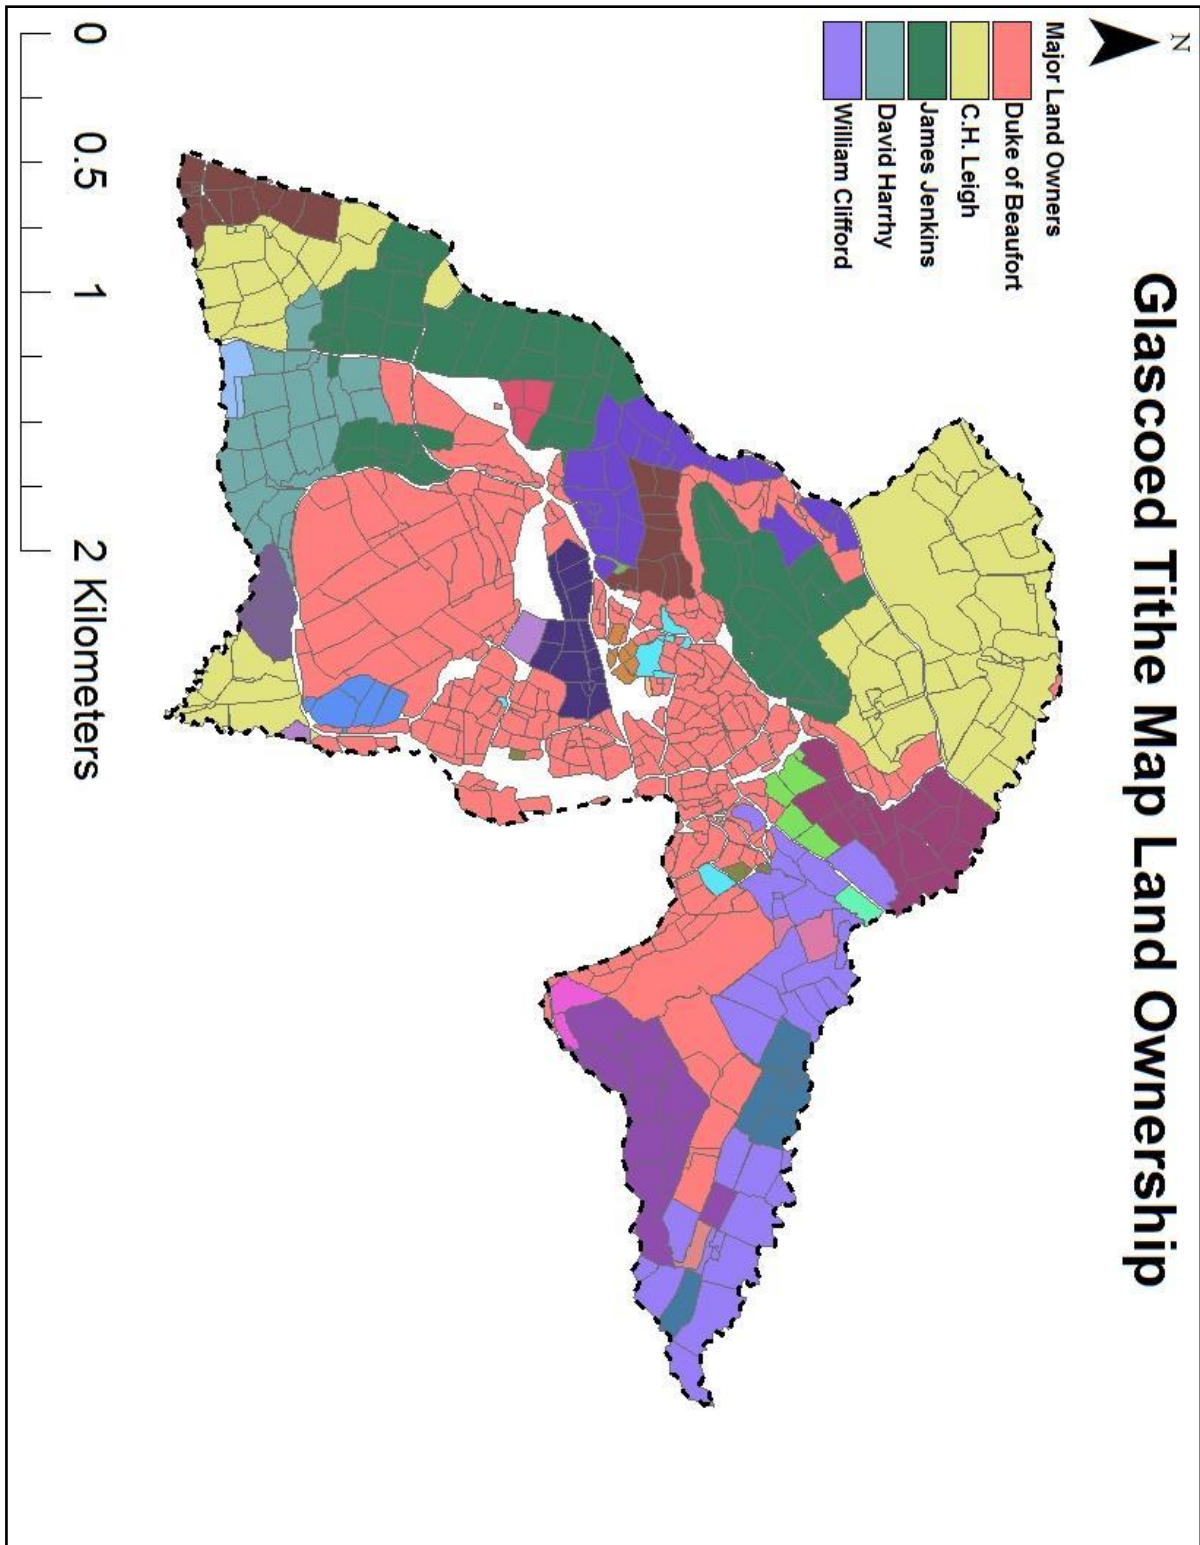 Glascoed Tithe Map Land Ownership
N
Major Land Owners
Duke of Beaufort
C.H. Leigh
James Jenkins
David Harrhy
William Clifford
0 0.5 1 2 Kilometers